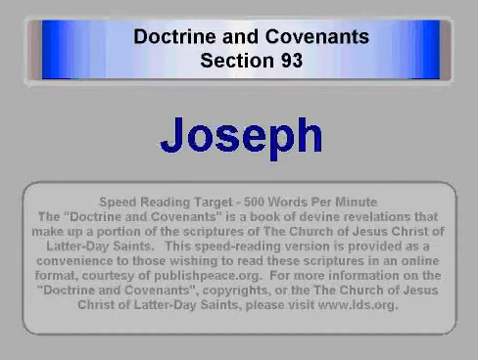 Doctrine and Covenants
Section 93
Joseph
Speed Reading Target - 500 Words Per Minute
The "Doctrine and Covenants" is a book of devine revelations that
make up a portion of the scriptures of The Church of Jesus Christ of
Latter-Day Saints. This speed-reading version is provided as a
convenience to those wishing to read these scriptures in an online
format, courtesy of publishpeace.org. For more information on the
"Doctrine and Covenants", copyrights, or the The Church of Jesus
Christ of Latter-Day Saints, please visit www.lds.org.